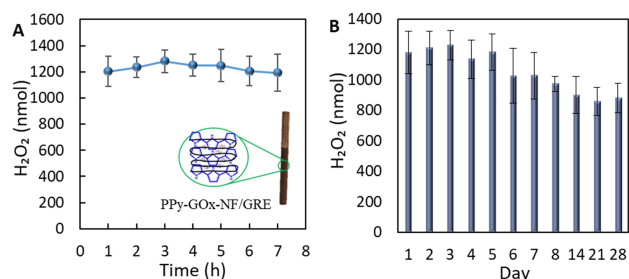 A
H₂O₂ (nmol)
1600
1400
1200
1000
800
600
400
200
0
0 1 2 3 4 5 6 7 8
Time (h)
PPy-GOx-NF/GRE
B
H₂O₂ (nmol)
1400
1200
1000
800
600
400
200
0
1 2 3 4 5 6 7 8 14 21 28
Day